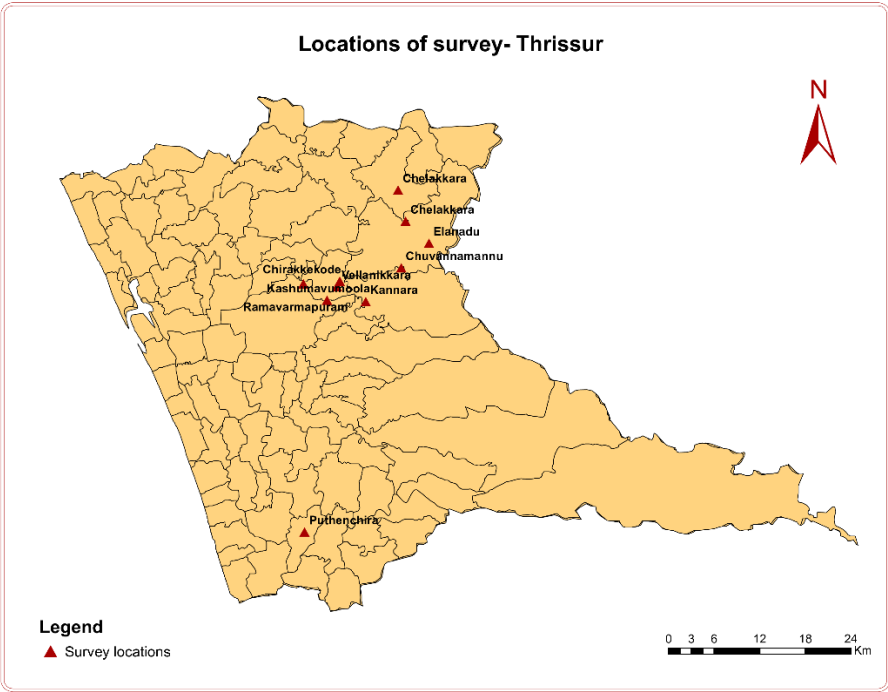 Locations of survey- Thrissur
N
Chelakkara
Chelakkara
Elanadu
Chuvannamannu
Chirakkekode
Vellanikkara
Kashumavumoola
Kannara
Ramavarmapuram
Puthenchira
Legend
Survey locations
0 3 6 12 18 24
Km